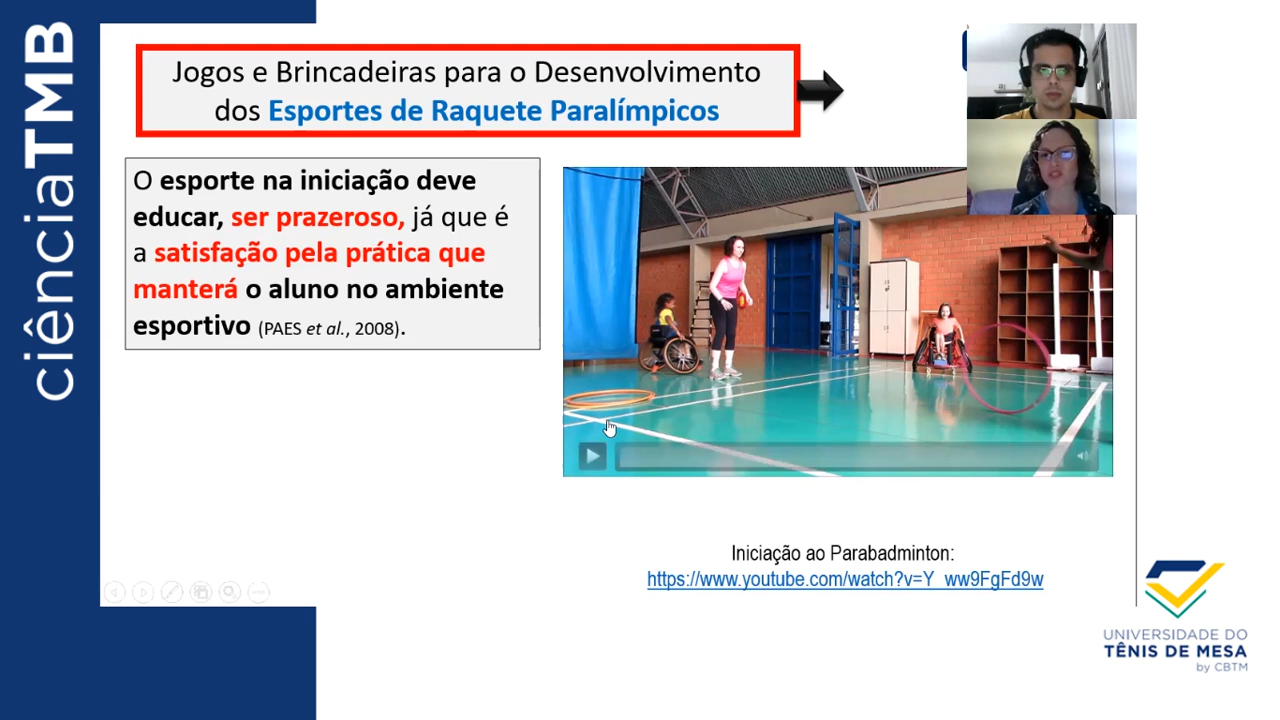 ciênciaTMB
Jogos e Brincadeiras para o Desenvolvimento
dos Esportes de Raquete Paralímpicos
O esporte na iniciação deve
educar, ser prazeroso, já que é
a satisfação pela prática que
manterá o aluno no ambiente
esportivo (PAES et al., 2008).
Iniciação ao Parabadminton:
https://www.youtube.com/watch?v=Y_ww9FgFd9w
UNIVERSIDADE DO
TÊNIS DE MESA
by CBTM